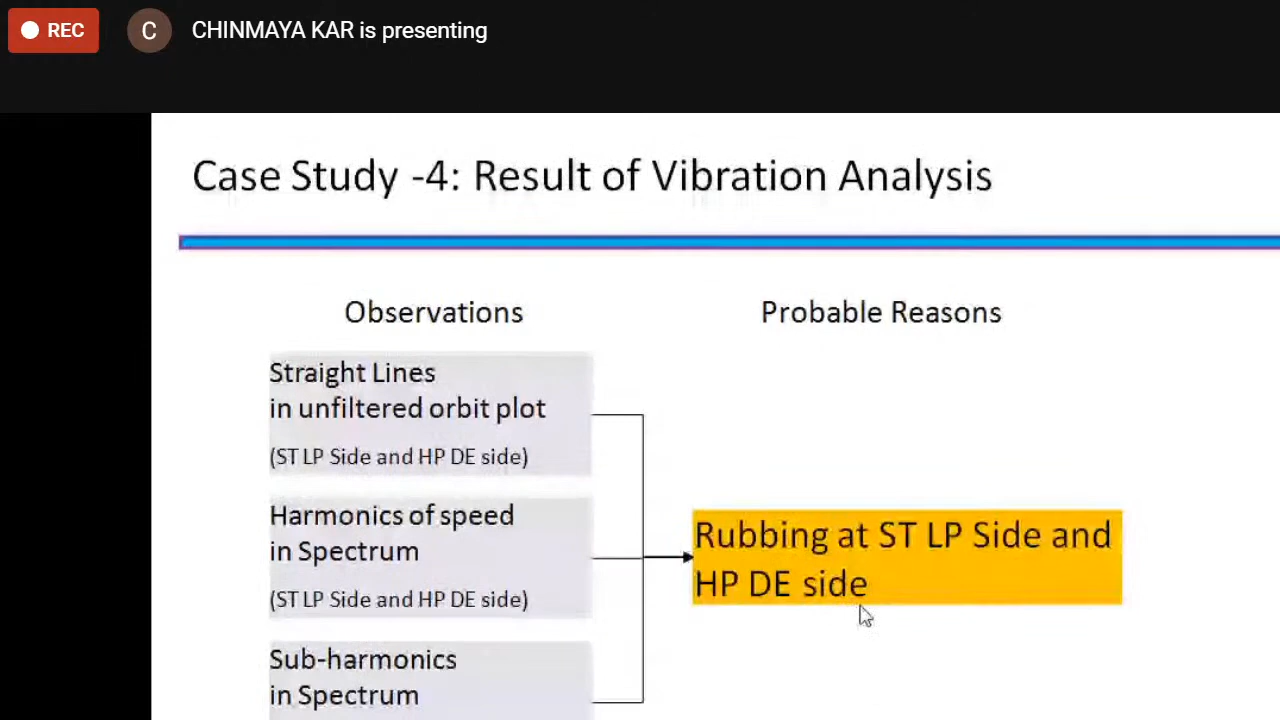 REC
C
CHINMAYA KAR is presenting
Case Study -4: Result of Vibration Analysis
Observations
Probable Reasons
Straight Lines
in unfiltered orbit plot
(ST LP Side and HP DE side)
Harmonics of speed
in Spectrum
(ST LP Side and HP DE side)
Rubbing at ST LP Side and
HP DE side
Sub-harmonics
in Spectrum